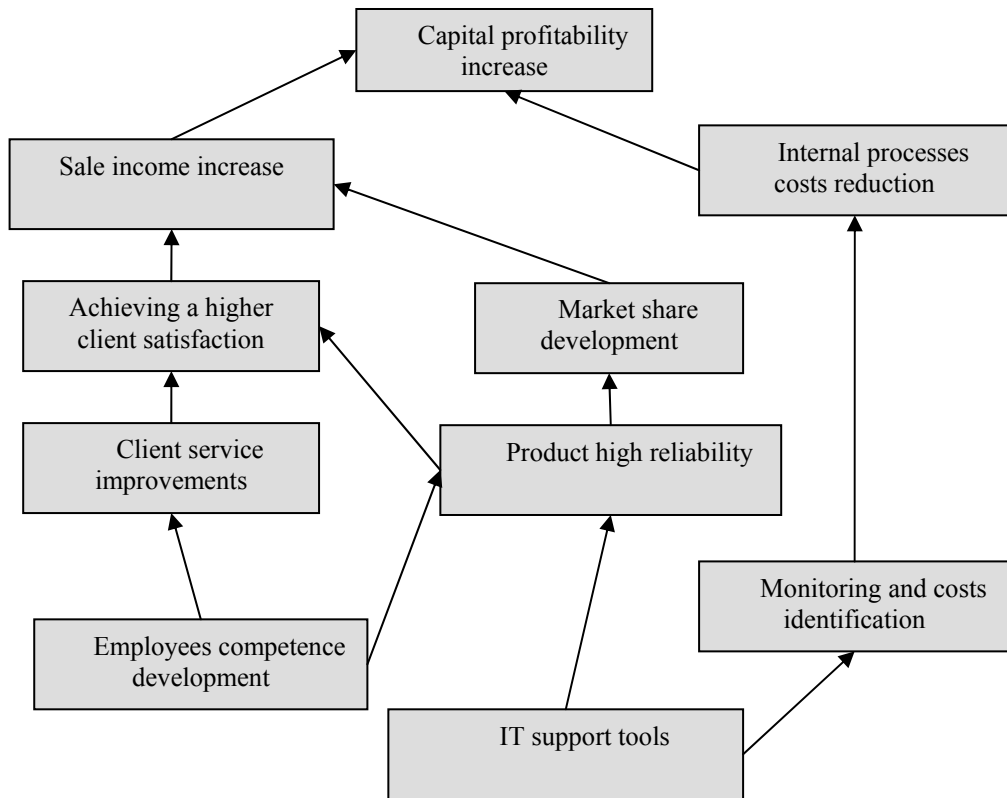 Capital profitability
increase
Sale income increase
Internal processes
costs reduction
Achieving a higher
client satisfaction
Market share
development
Client service
improvements
Product high reliability
Monitoring and costs
identification
Employees competence
development
IT support tools